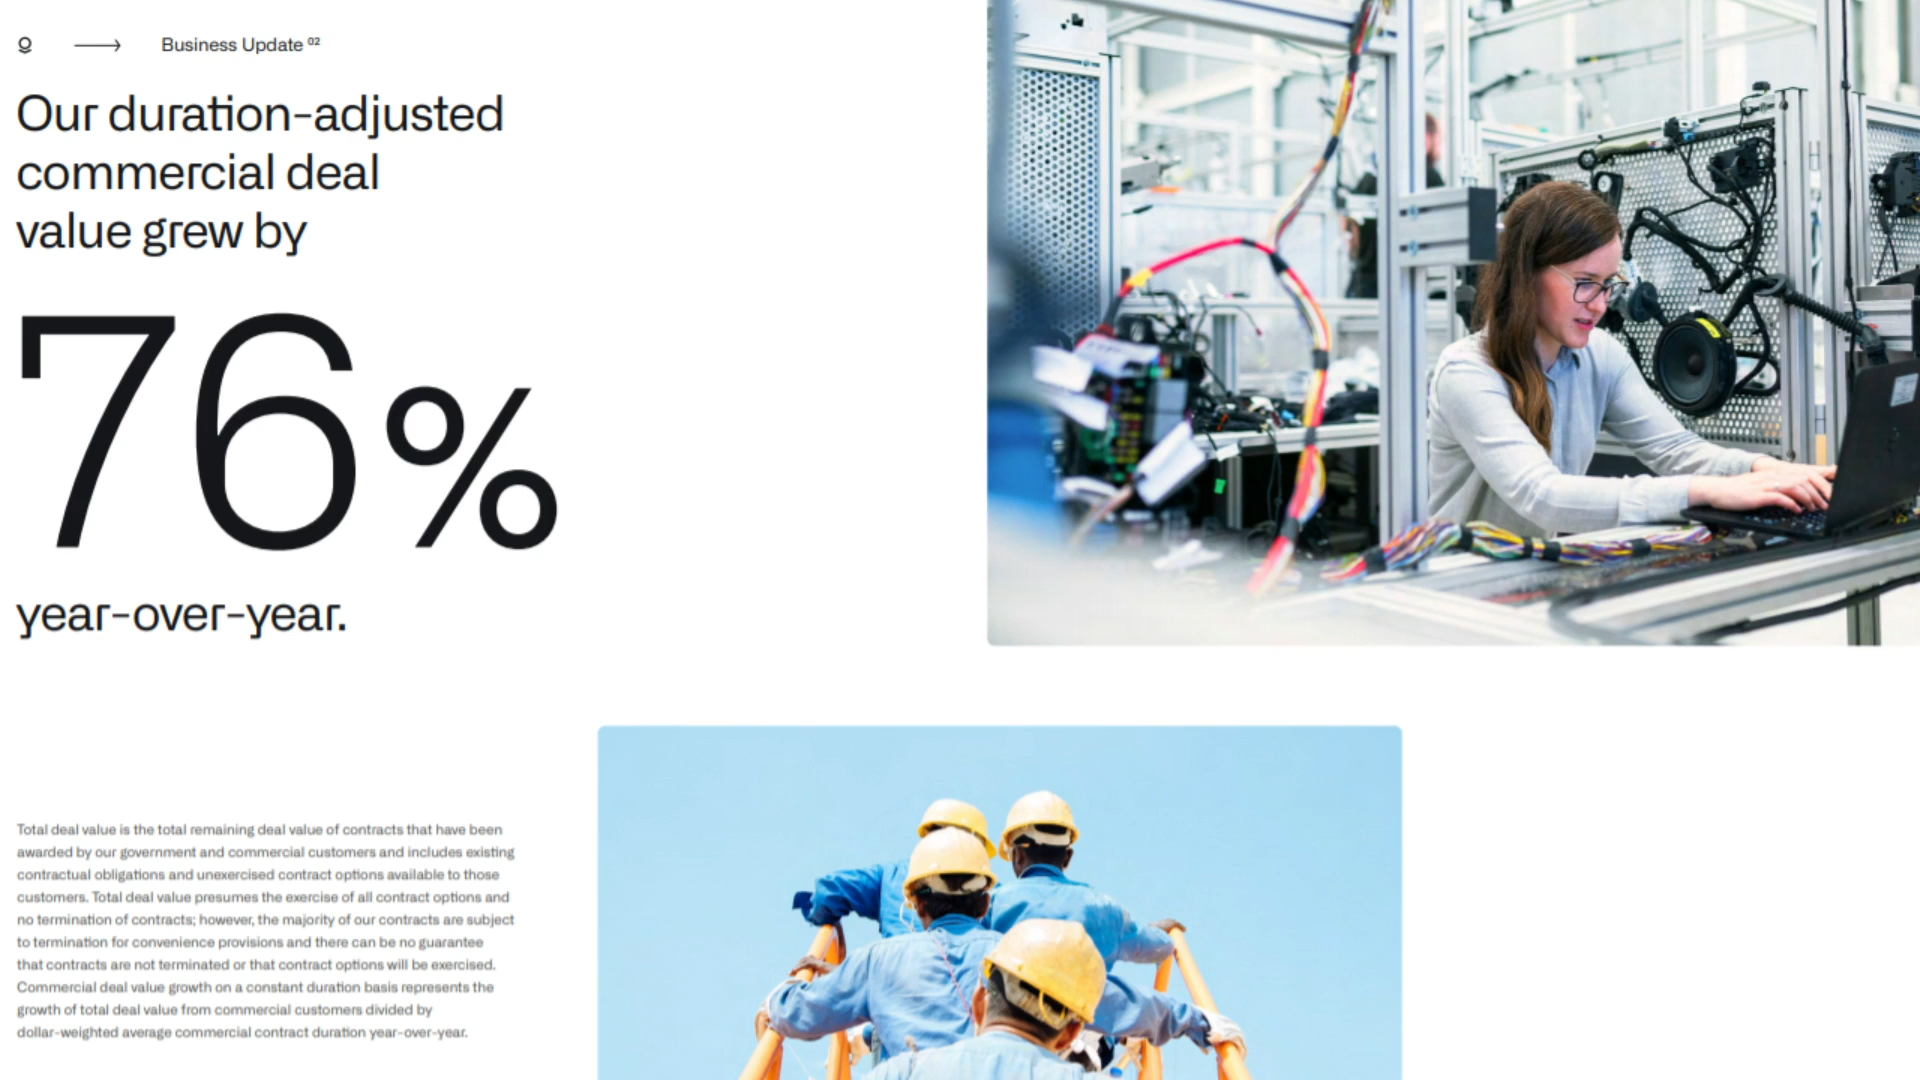 Business Update 02
Our duration-adjusted
commercial deal
value grew by
76%
year-over-year.
Total deal value is the total remaining deal value of contracts that have been
awarded by our government and commercial customers and includes existing
contractual obligations and unexercised contract options available to those
customers. Total deal value presumes the exercise of all contract options and
no termination of contracts; however, the majority of our contracts are subject
to termination for convenience provisions and there can be no guarantee
that contracts are not terminated or that contract options will be exercised.
Commercial deal value growth on a constant duration basis represents the
growth of total deal value from commercial customers divided by
dollar-weighted average commercial contract duration year-over-year.